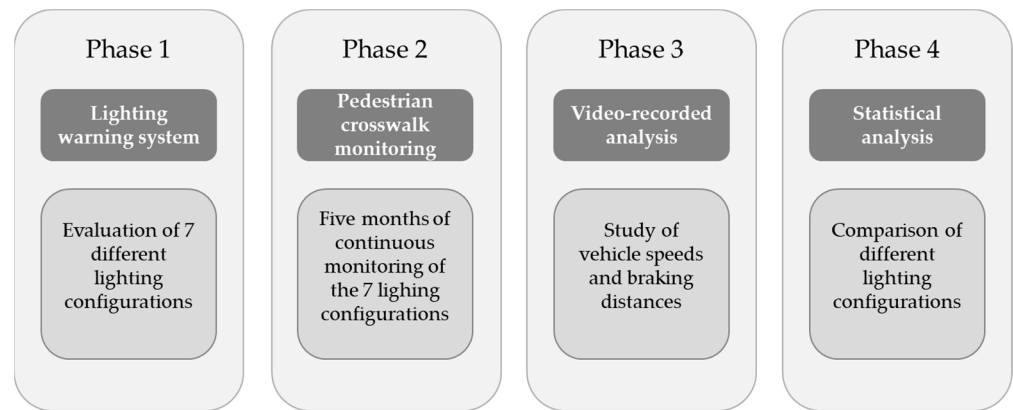 Phase 1
Lighting
warning system
Evaluation of 7
different
lighting
configurations
Phase 2
Pedestrian
crosswalk
monitoring
Five months of
continuous
monitoring of
the 7 lighing
configurations
Phase 3
Video-recorded
analysis
Study of
vehicle speeds
and braking
distances
Phase 4
Statistical
analysis
Comparison of
different
lighting
configurations